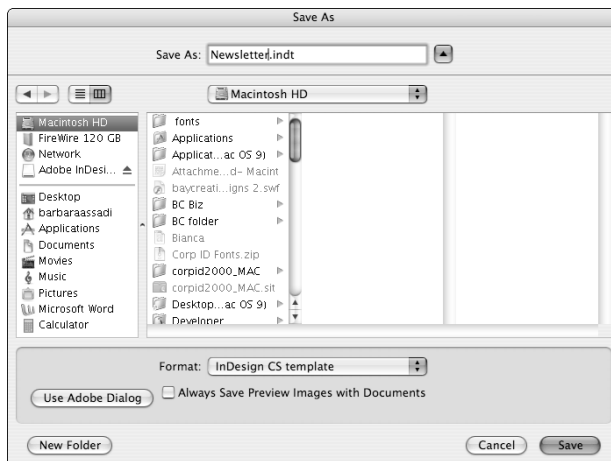 Save As
Save As: Newsletter.indt
Macintosh HD
Macintosh HD
FireWire 120 GB
Network
Adobe InDesi...
Desktop
barbaraassadi
Applications
Documents
Movies
Music
Pictures
Microsoft Word
Calculator
fonts
Applications
Applicat...ac OS 9)
Attachme...d– Macint
baycreati...igns 2.swf
BC Biz
BC folder
Bianca
Corp ID Fonts.zip
corpid2000_MAC
corpid2000_MAC.sit
Desktop...ac OS 9)
Developer
Format: InDesign CS template
Use Adobe Dialog
Always Save Preview Images with Documents
New Folder
Cancel
Save